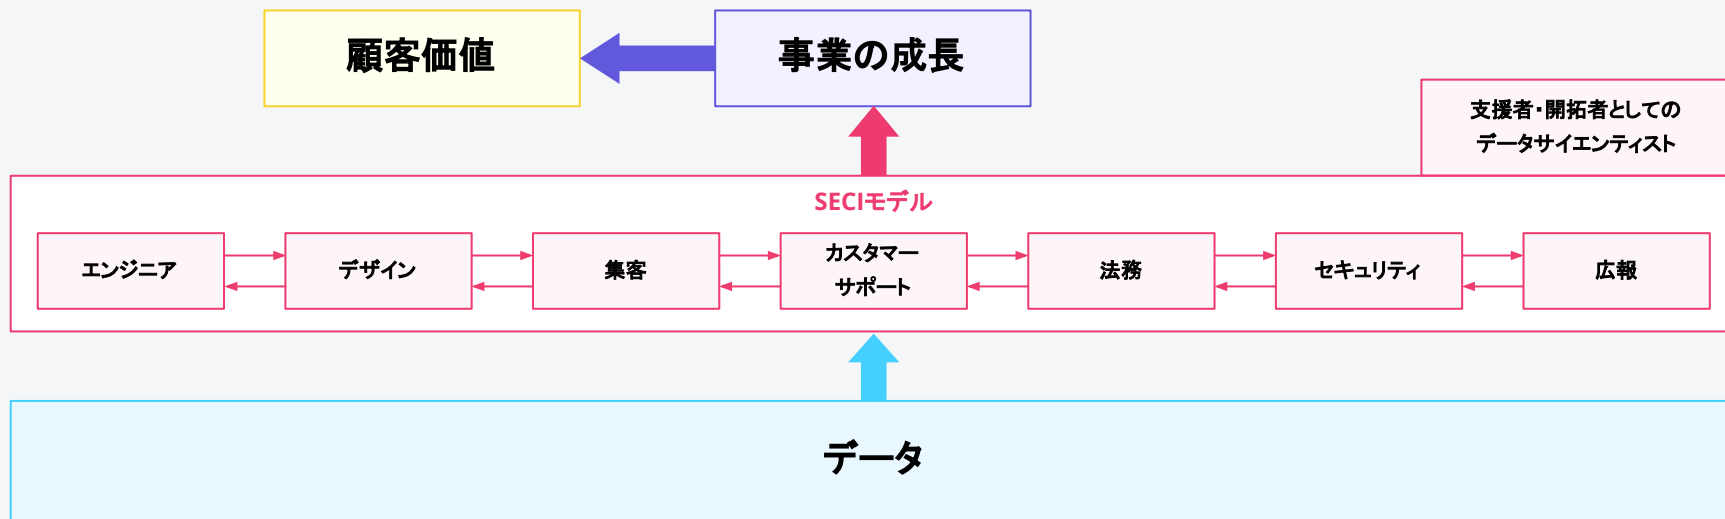 顧客価値
事業の成長
支援者・開拓者としての
データサイエンティスト
SECIモデル
エンジニア
デザイン
集客
カスタマー
サポート
法務
セキュリティ
広報
データ